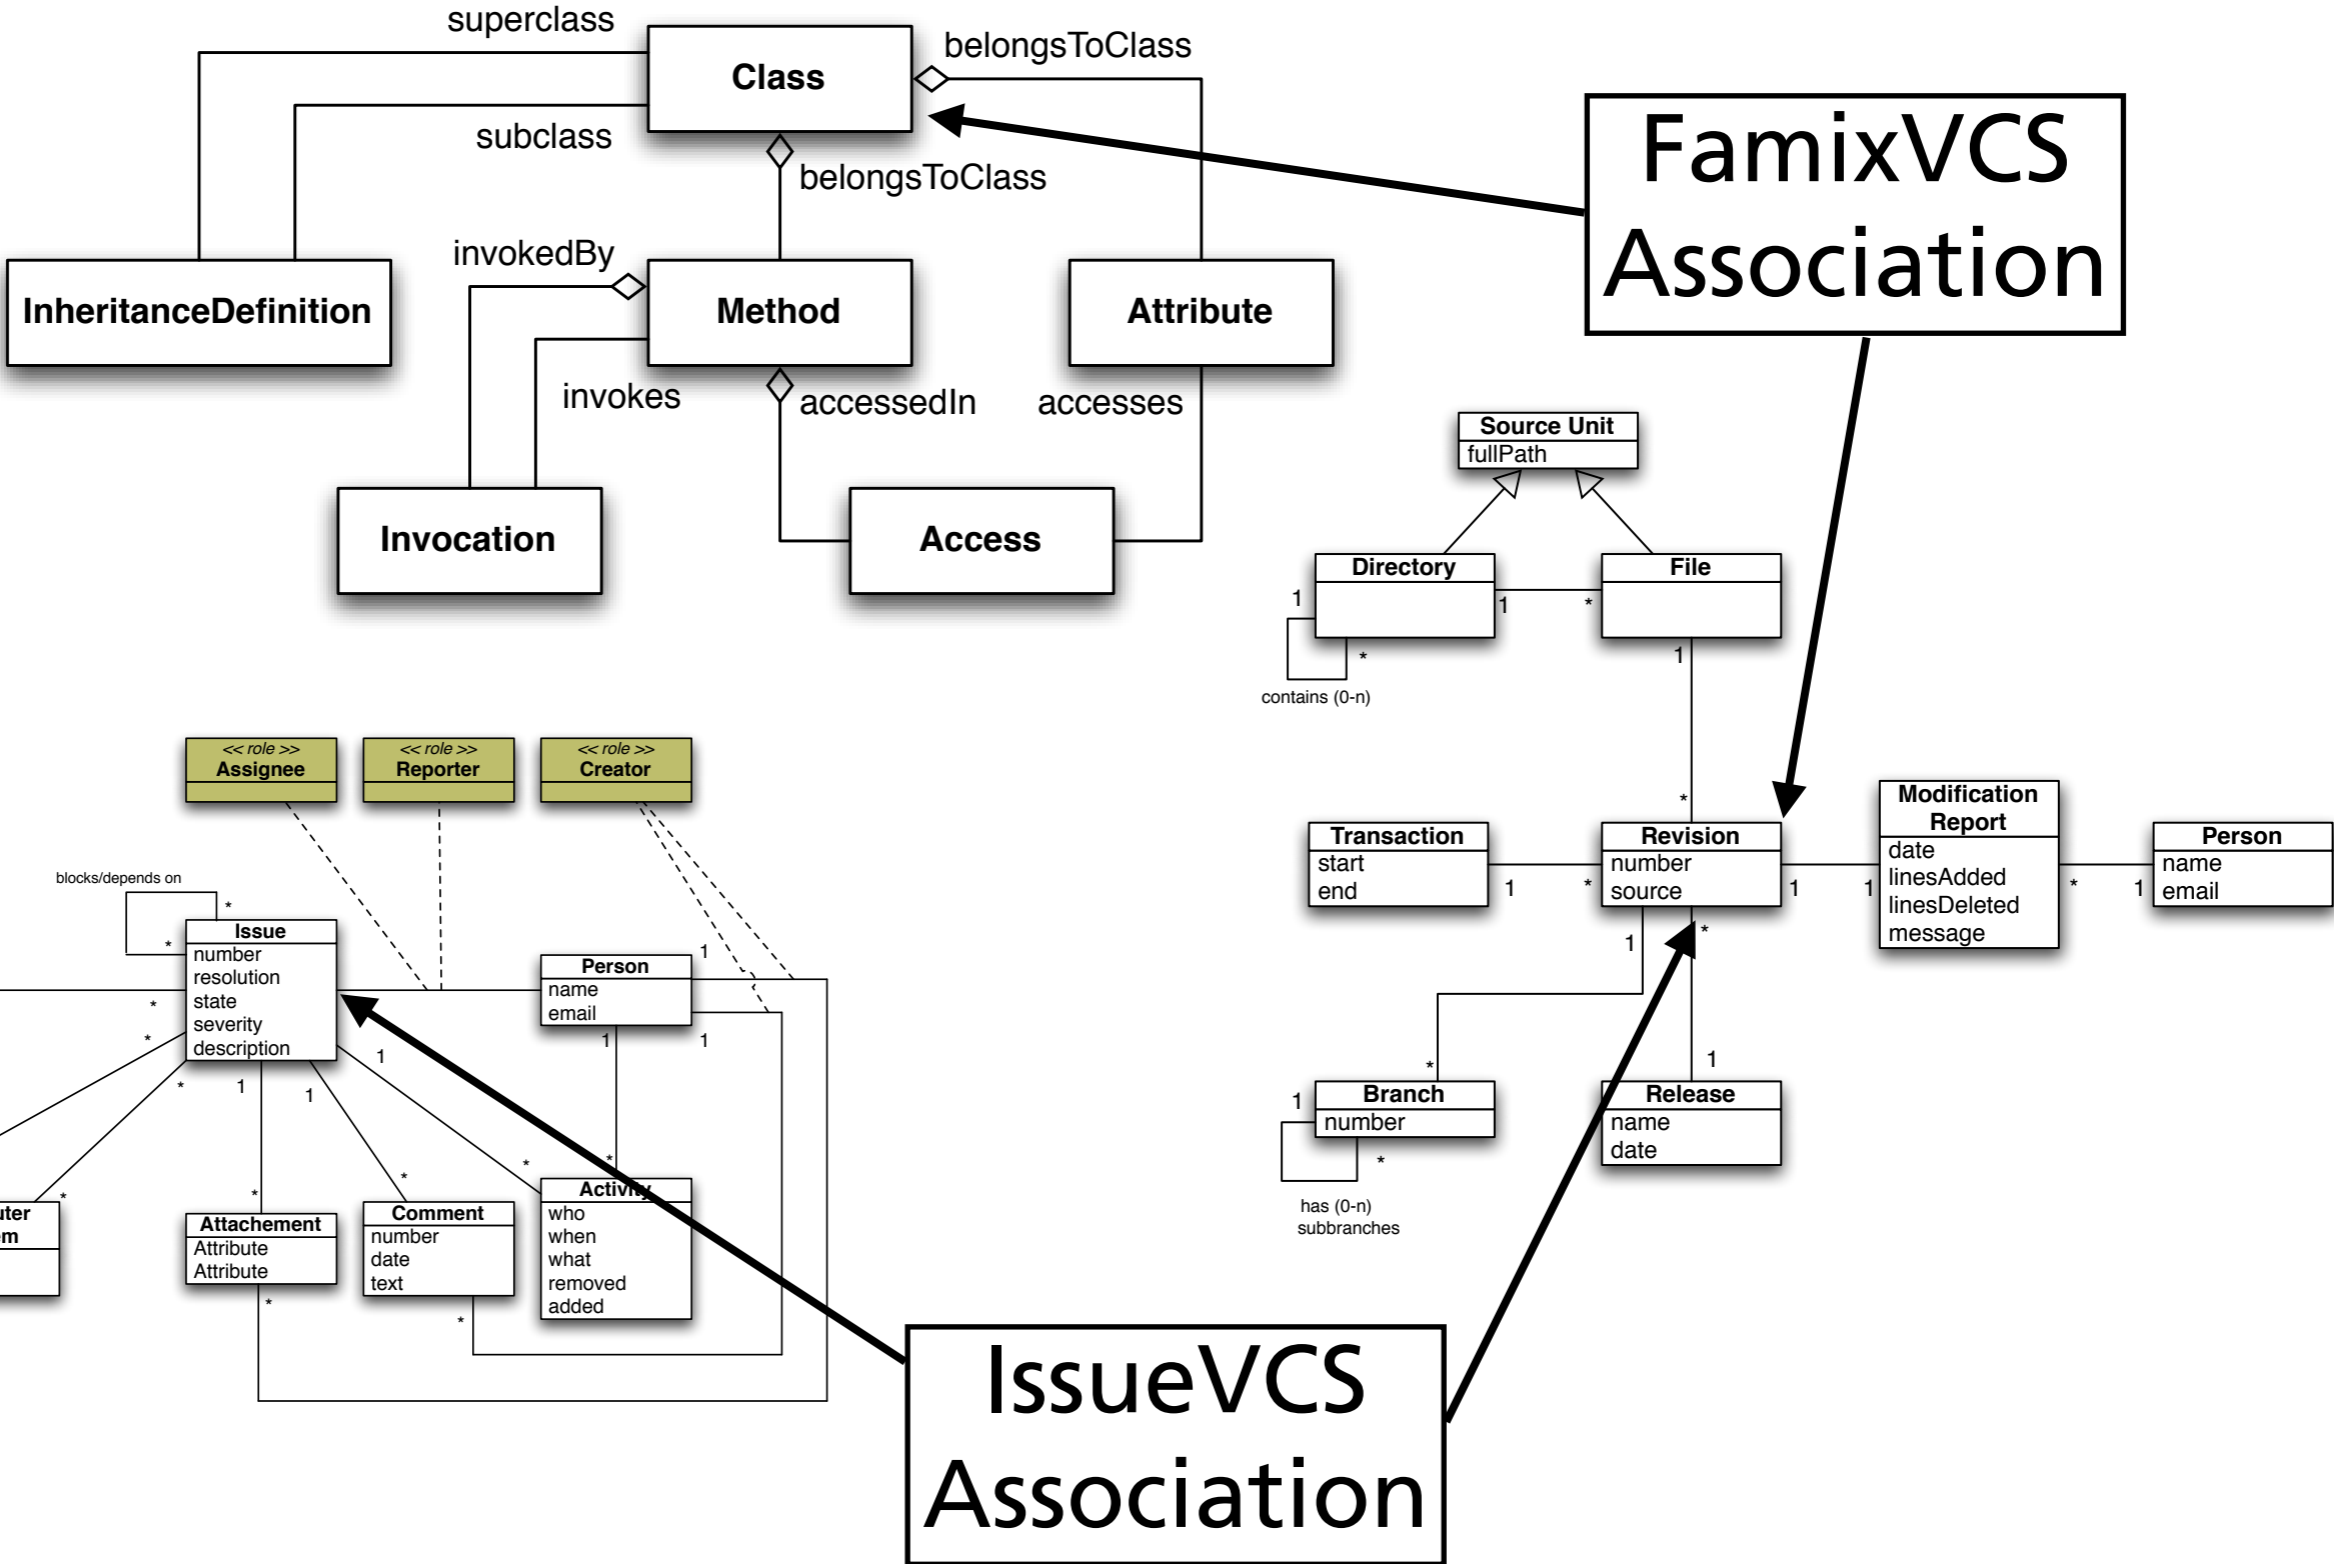 superclass
Class
belongsToClass
subclass
belongsToClass
FamixVCS
Association
invokedBy
InheritanceDefinition
Method
Attribute
invokes
accessedIn
accesses
Invocation
Access
Source Unit
fullPath
Directory
File
1
1
*
*
contains (0-n)
1
*
Transaction
start
end
1
*
Revision
number
source
1
1
Modification
Report
date
linesAdded
linesDeleted
message
*
1
Person
name
email
1
*
*
1
Branch
number
1
*
has (0-n)
subbranches
Release
name
date
<< role >>
Assignee
<< role >>
Reporter
<< role >>
Creator
blocks/depends on
*
*
Issue
number
resolution
state
severity
description
*
*
*
1
1
1
Person
name
email
1
1
1
*
*
*
*
*
uter
em
Attachement
Attribute
Attribute
*
Comment
number
date
text
*
Activity
who
when
what
removed
added
IssueVCS
Association